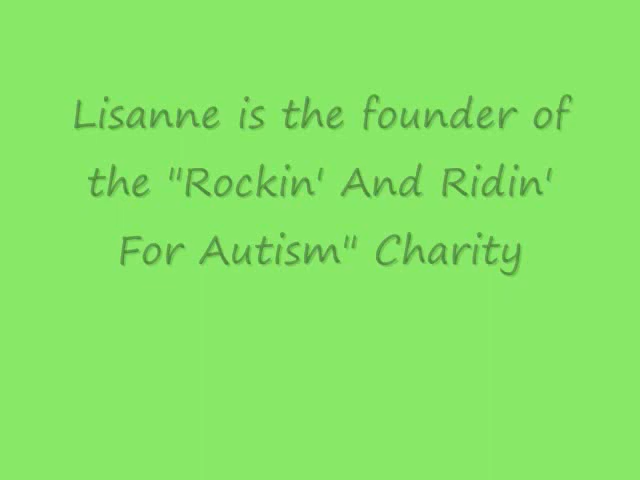 Lisanne is the founder of
the "Rockin' And Ridin'
For Autism" Charity